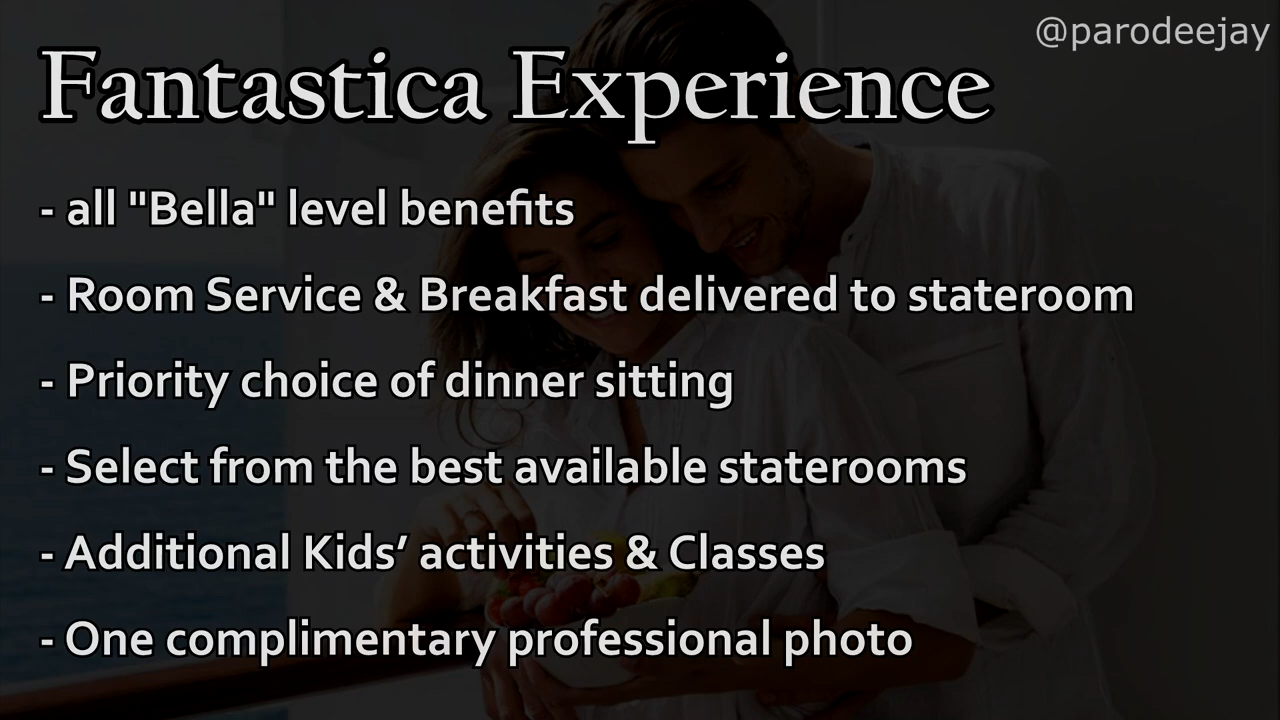 @parodeejay
Fantastica Experience
- all "Bella" level benefits
- Room Service & Breakfast delivered to stateroom
- Priority choice of dinner sitting
- Select from the best available staterooms
- Additional Kids’ activities & Classes
- One complimentary professional photo